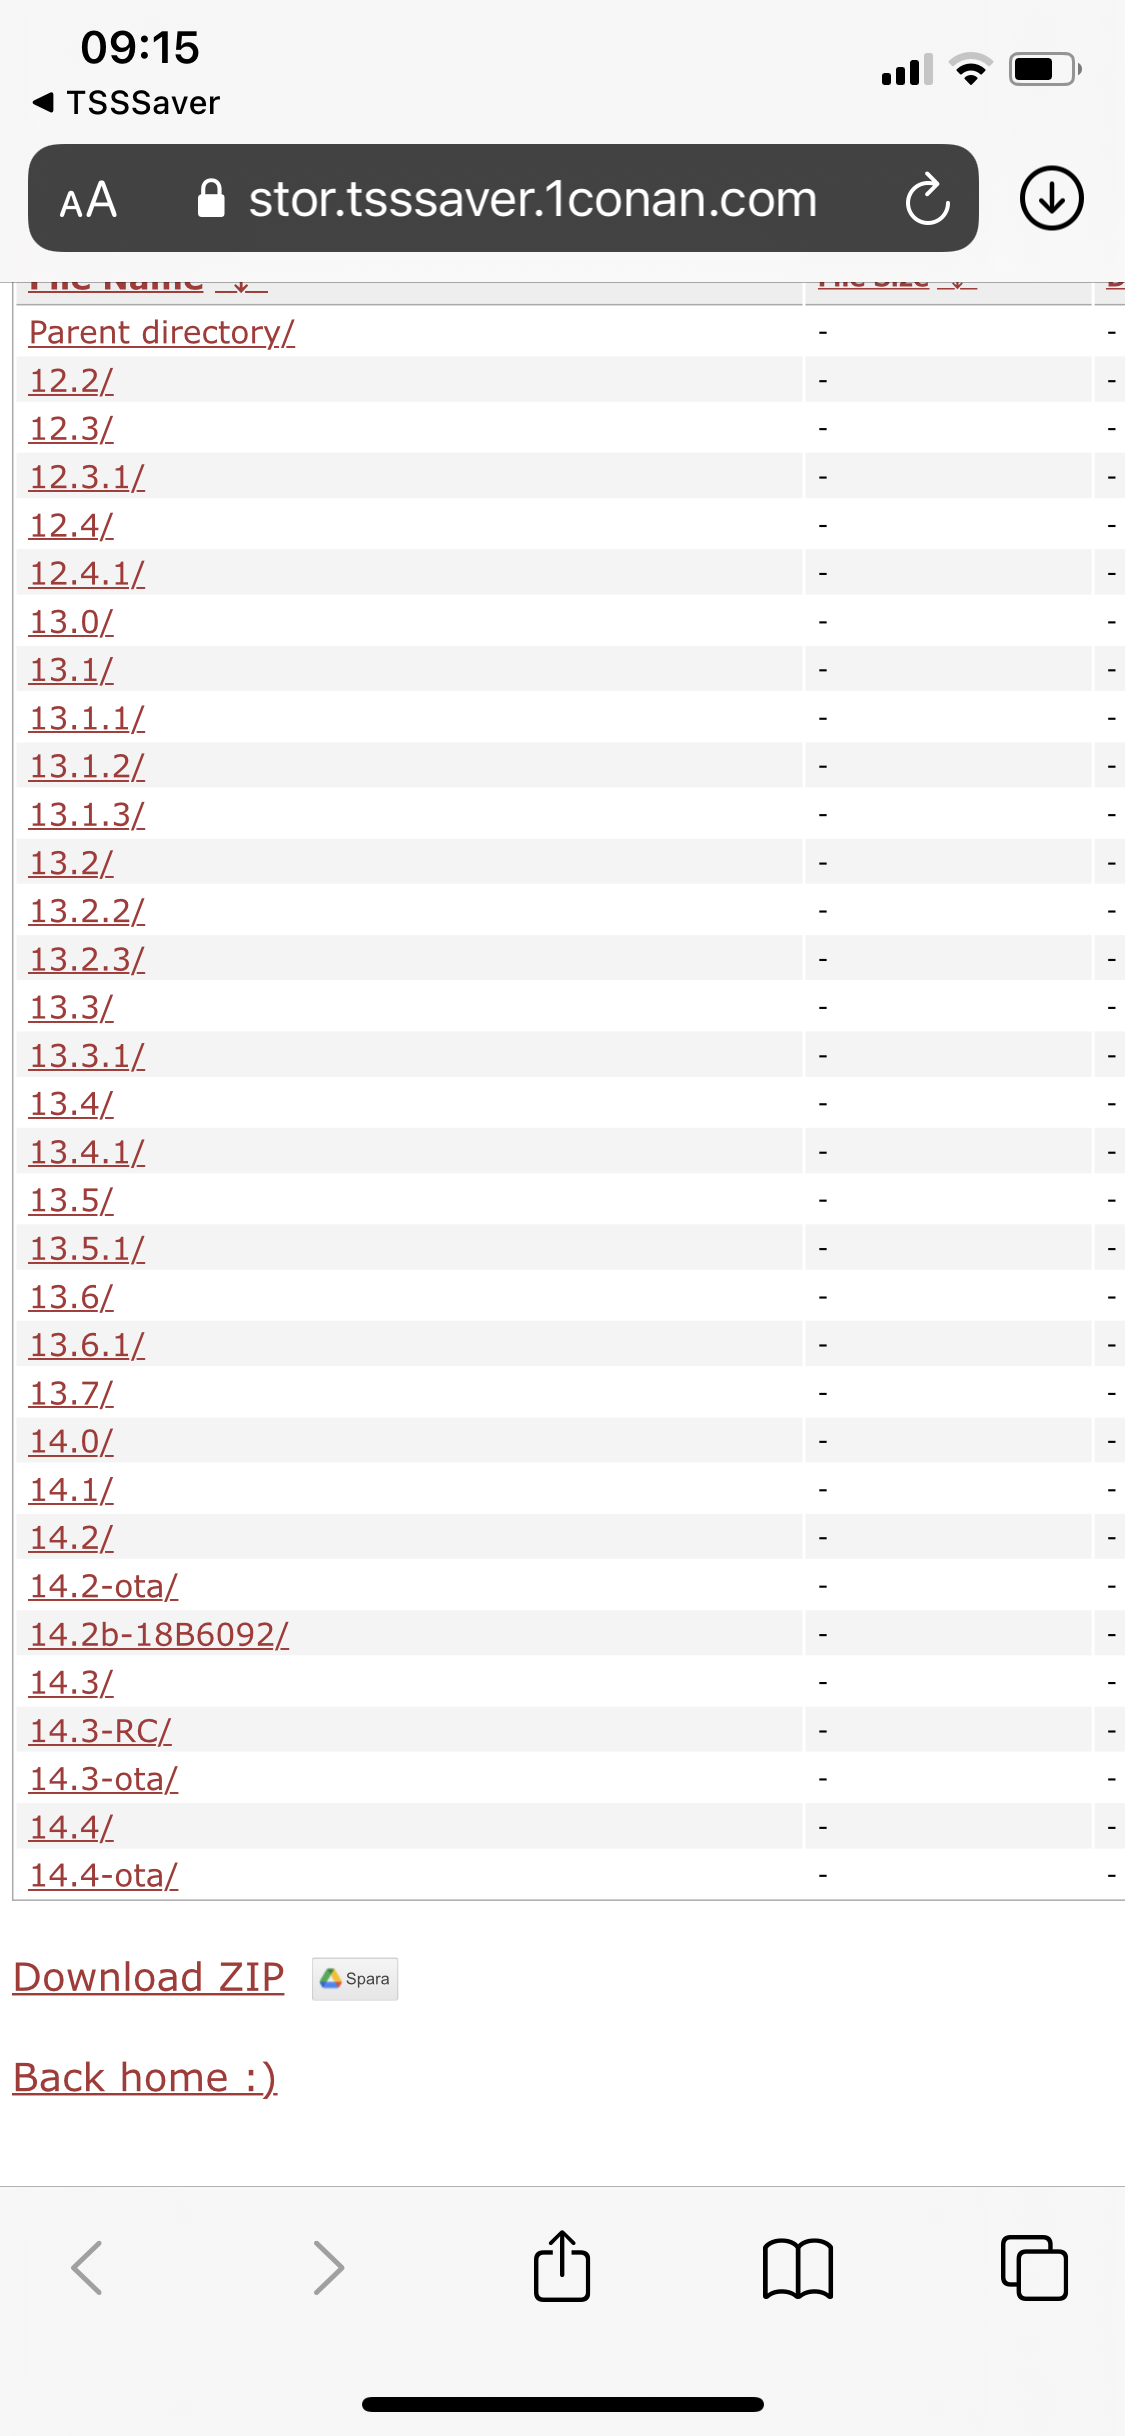 09:15
◀ TSSSaver
AA stor.tsssaver.1conan.com
File Name ↓ File Size ↓
Parent directory/ - -
12.2/ - -
12.3/ - -
12.3.1/ - -
12.4/ - -
12.4.1/ - -
13.0/ - -
13.1/ - -
13.1.1/ - -
13.1.2/ - -
13.1.3/ - -
13.2/ - -
13.2.2/ - -
13.2.3/ - -
13.3/ - -
13.3.1/ - -
13.4/ - -
13.4.1/ - -
13.5/ - -
13.5.1/ - -
13.6/ - -
13.6.1/ - -
13.7/ - -
14.0/ - -
14.1/ - -
14.2/ - -
14.2-ota/ - -
14.2b-18B6092/ - -
14.3/ - -
14.3-RC/ - -
14.3-ota/ - -
14.4/ - -
14.4-ota/ - -
Download ZIP Spara
Back home :)